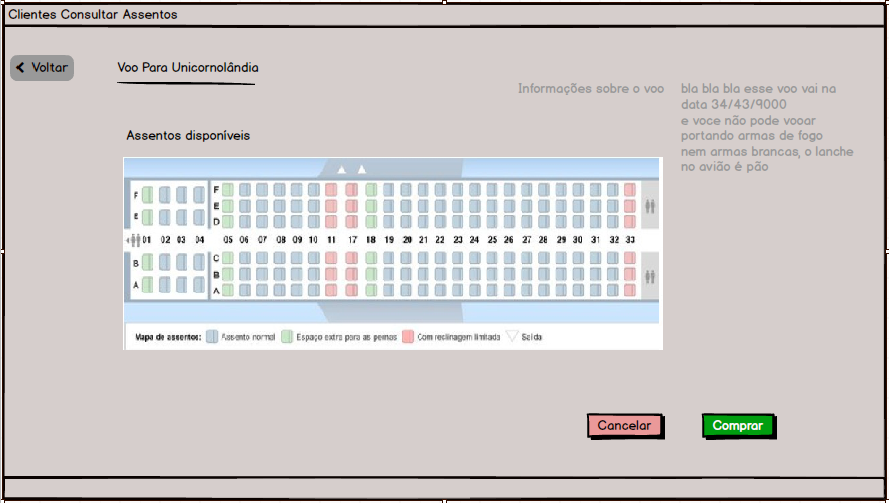 Clientes Consultar Assentos
Voltar
Voo Para Unicornolândia
Informações sobre o voo
bla bla bla esse voo vai na
data 34/43/9000
e voce não pode vooar
portando armas de fogo
nem armas brancas, o lanche
no avião é pão
Assentos disponíveis
F F
E E
D
01 02 03 04 05 06 07 08 09 10 11 17 18 19 20 21 22 23 24 25 26 27 28 29 30 31 32 33
C
B B
A A
Mapa de assentos: Assento normal Espaço extra para as pernas Com reclinagem limitada Saída
Cancelar
Comprar